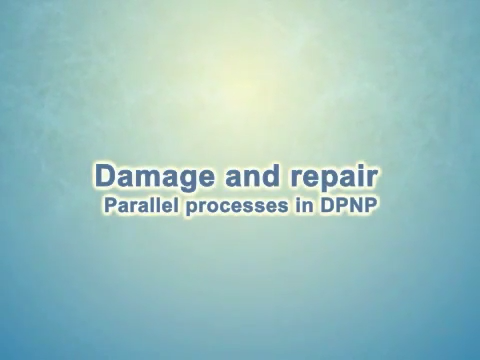 Damage and repair
Parallel processes in DPNP